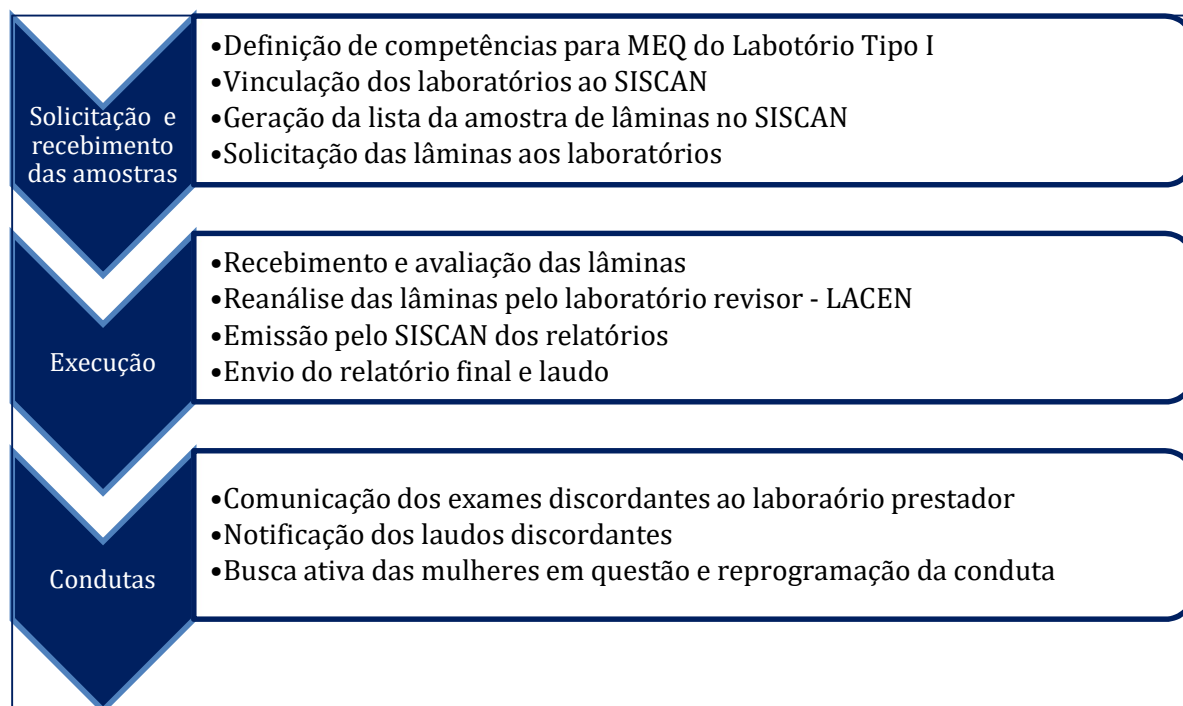 Solicitação e
recebimento
das amostras
•Definição de competências para MEQ do Labotório Tipo I
•Vinculação dos laboratórios ao SISCAN
•Geração da lista da amostra de lâminas no SISCAN
•Solicitação das lâminas aos laboratórios
Execução
•Recebimento e avaliação das lâminas
•Reanálise das lâminas pelo laboratório revisor - LACEN
•Emissão pelo SISCAN dos relatórios
•Envio do relatório final e laudo
Condutas
•Comunicação dos exames discordantes ao laboraório prestador
•Notificação dos laudos discordantes
•Busca ativa das mulheres em questão e reprogramação da conduta